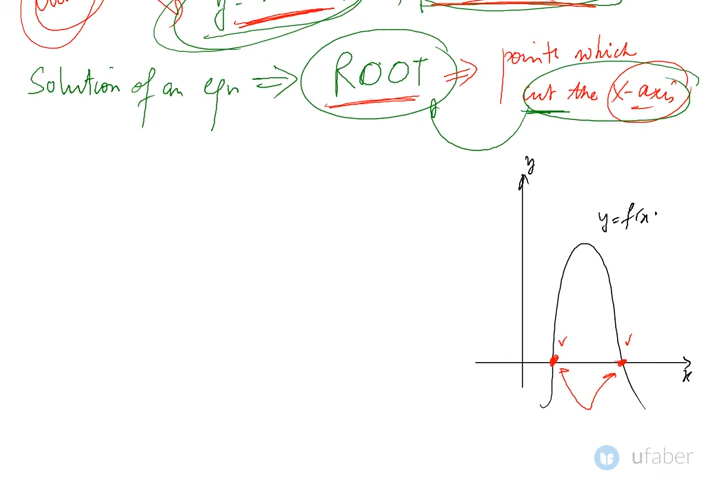 y=
points which
Solution of an eqn ⇒ ROOT ⇒ cut the X-axis
y
y=f(x
x
ufaber